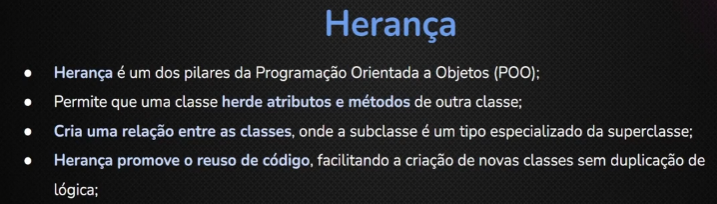 Herança
● Herança é um dos pilares da Programação Orientada a Objetos (POO);
● Permite que uma classe herde atributos e métodos de outra classe;
● Cria uma relação entre as classes, onde a subclasse é um tipo especializado da superclasse;
● Herança promove o reuso de código, facilitando a criação de novas classes sem duplicação de
lógica;